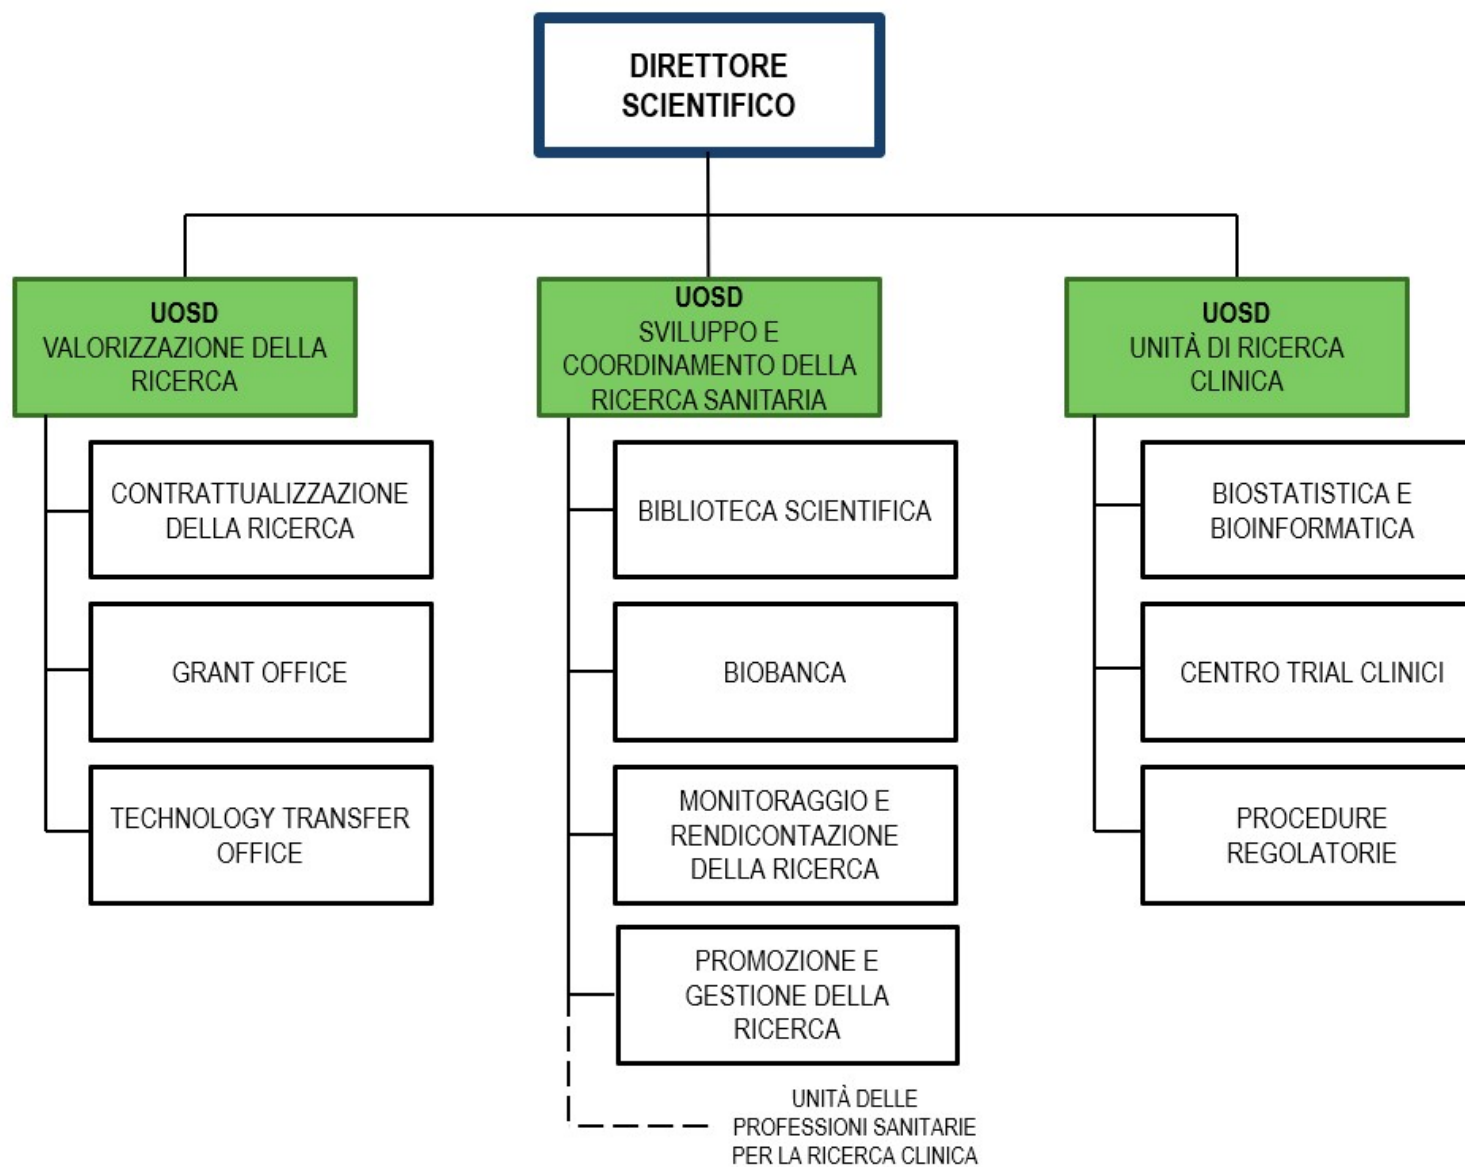 DIRETTORE
SCIENTIFICO
UOSD
VALORIZZAZIONE DELLA
RICERCA
CONTRATTUALIZZAZIONE
DELLA RICERCA
GRANT OFFICE
TECHNOLOGY TRANSFER
OFFICE
UOSD
SVILUPPO E
COORDINAMENTO DELLA
RICERCA SANITARIA
BIBLIOTECA SCIENTIFICA
BIOBANCA
MONITORAGGIO E
RENDICONTAZIONE
DELLA RICERCA
PROMOZIONE E
GESTIONE DELLA
RICERCA
UNITÀ DELLE
PROFESSIONI SANITARIE
PER LA RICERCA CLINICA
UOSD
UNITÀ DI RICERCA
CLINICA
BIOSTATISTICA E
BIOINFORMATICA
CENTRO TRIAL CLINICI
PROCEDURE
REGOLATORIE